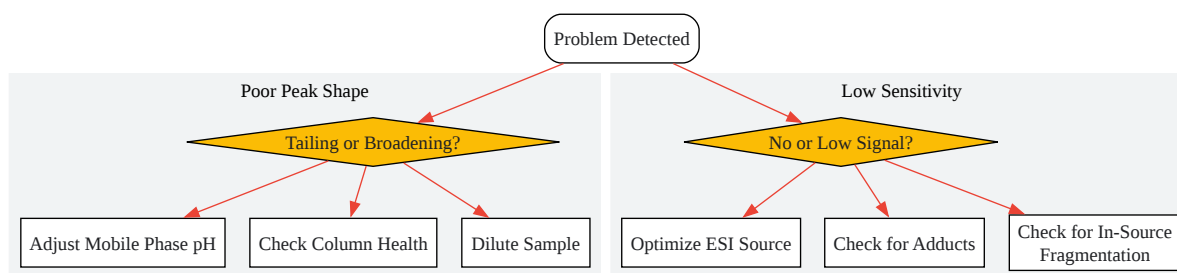 Problem Detected
Poor Peak Shape
Low Sensitivity
Tailing or Broadening?
No or Low Signal?
Adjust Mobile Phase pH
Check Column Health
Dilute Sample
Optimize ESI Source
Check for Adducts
Check for In-Source
Fragmentation